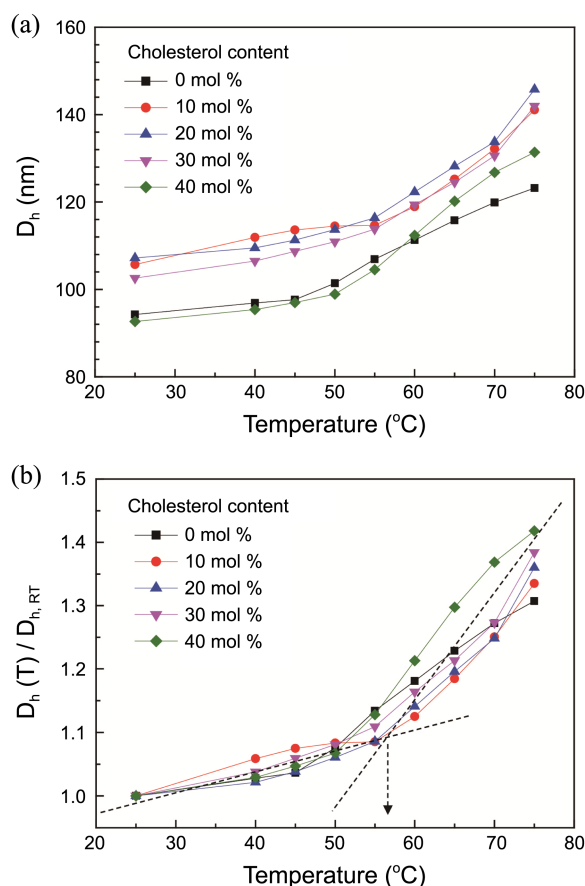 (a)
160
140
120
100
80
D_h (nm)
Cholesterol content
0 mol %
10 mol %
20 mol %
30 mol %
40 mol %
20 30 40 50 60 70 80
Temperature (°C)
(b)
1.5
1.4
1.3
1.2
1.1
1.0
D_h (T) / D_h, RT
Cholesterol content
0 mol %
10 mol %
20 mol %
30 mol %
40 mol %
20 30 40 50 60 70 80
Temperature (°C)